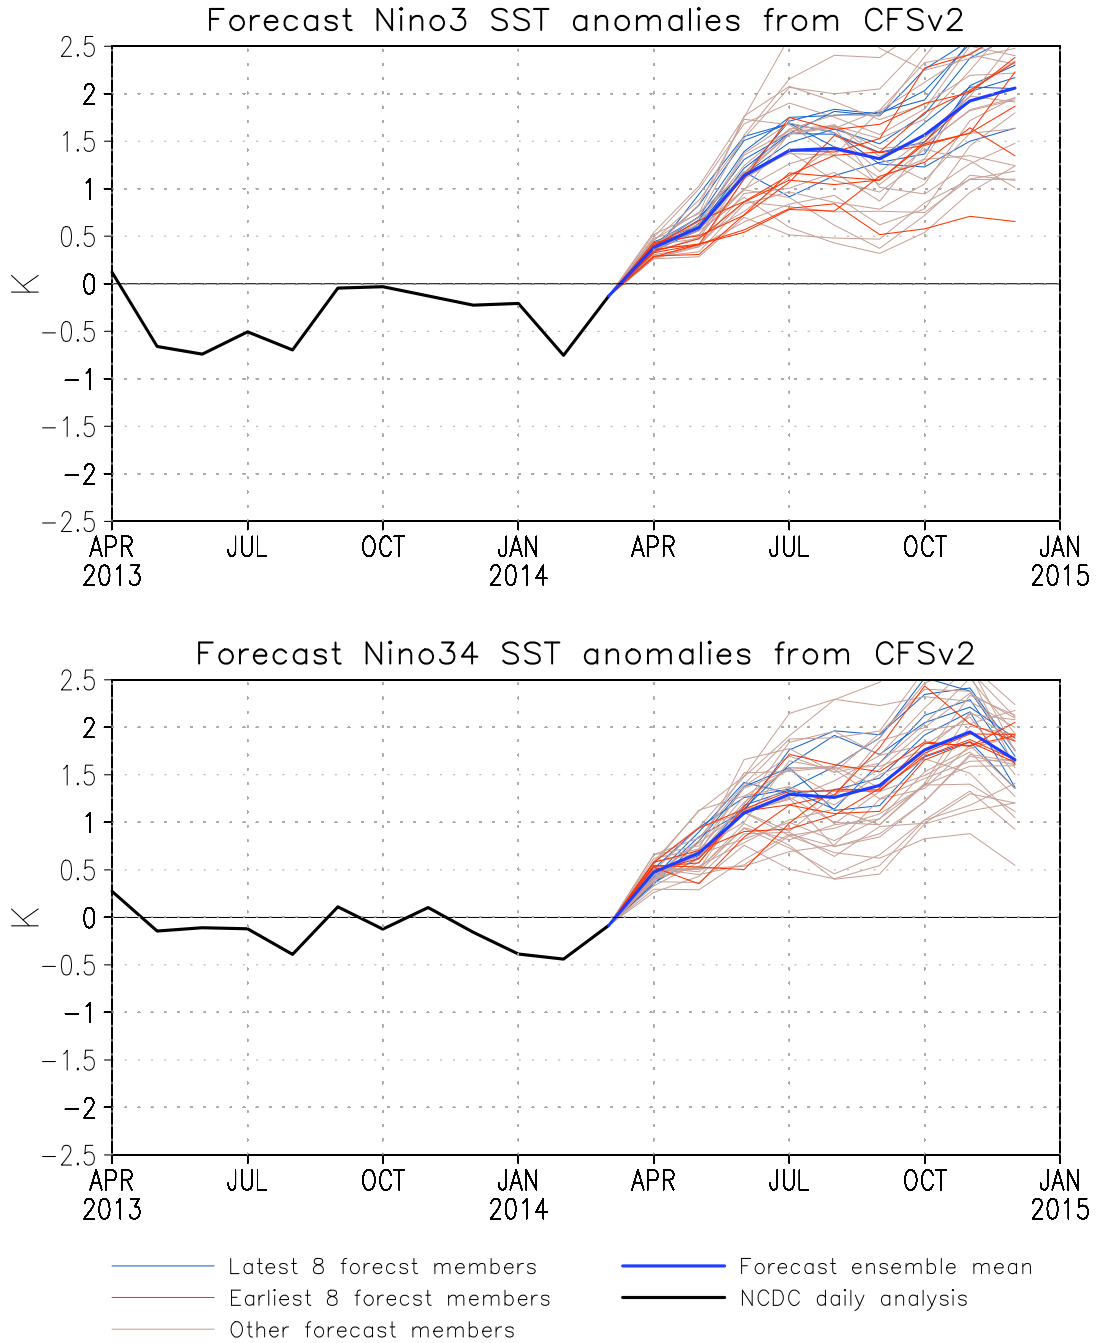 Forecast Nino3 SST anomalies from CFSv2
2.5
2
1.5
1
0.5
0
-0.5
-1
-1.5
-2
-2.5
K
APR JUL OCT JAN APR JUL OCT JAN
2013 2014 2015
Forecast Nino34 SST anomalies from CFSv2
2.5
2
1.5
1
0.5
0
-0.5
-1
-1.5
-2
-2.5
K
APR JUL OCT JAN APR JUL OCT JAN
2013 2014 2015
Latest 8 forecst members Forecast ensemble mean
Earliest 8 forecst members NCDC daily analysis
Other forecast members